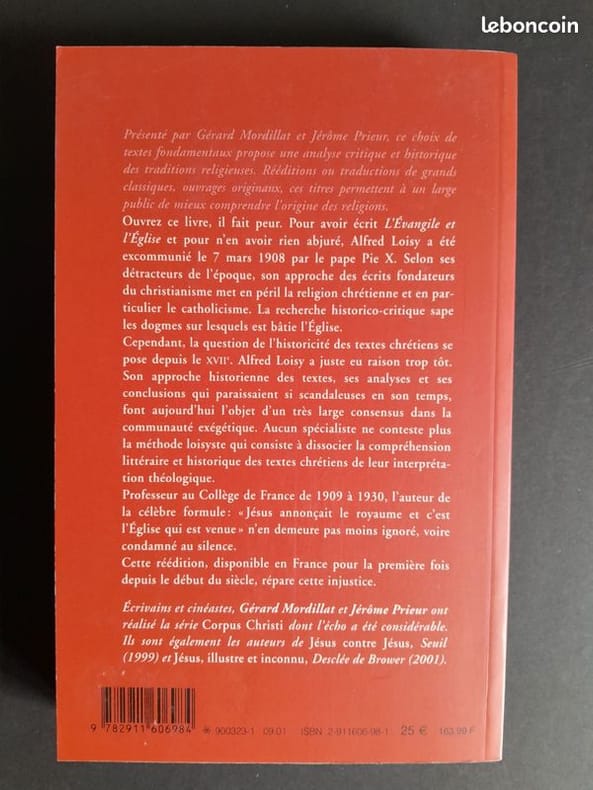 leboncoin
Présenté par Gérard Mordillat et Jérôme Prieur, ce choix de
textes fondamentaux propose une analyse critique et historique
des traditions religieuses. Rééditions ou traductions de grands
classiques, ouvrages originaux, ces titres permettent à un large
public de mieux comprendre l'origine des religions.
Ouvrez ce livre, il fait peur. Pour avoir écrit L'Évangile et
l'Église et pour n'en avoir rien abjuré, Alfred Loisy a été
excommunié le 7 mars 1908 par le pape Pie X. Selon ses
détracteurs de l'époque, son approche des écrits fondateurs
du christianisme met en péril la religion chrétienne et en par-
ticulier le catholicisme. La recherche historico-critique sape
les dogmes sur lesquels est bâtie l'Église.
Cependant, la question de l'historicité des textes chrétiens se
pose depuis le XVIIe. Alfred Loisy a juste eu raison trop tôt.
Son approche historienne des textes, ses analyses et ses
conclusions qui paraissaient si scandaleuses en son temps,
font aujourd'hui l'objet d'un très large consensus dans la
communauté exégétique. Aucun spécialiste ne conteste plus
la méthode loisyste qui consiste à dissocier la compréhension
littéraire et historique des textes chrétiens de leur interpréta-
tion théologique.
Professeur au Collège de France de 1909 à 1930, l'auteur de
la célèbre formule : « Jésus annonçait le royaume et c'est
l'Église qui est venue » n'en demeure pas moins ignoré, voire
condamné au silence.
Cette réédition, disponible en France pour la première fois
depuis le début du siècle, répare cette injustice.
Écrivains et cinéastes, Gérard Mordillat et Jérôme Prieur ont
réalisé la série Corpus Christi dont l'écho a été considérable.
Ils sont également les auteurs de Jésus contre Jésus, Seuil
(1999) et Jésus, illustre et inconnu, Desclée de Brower (2001).
9 782911 606984 900323-1 09.01 ISBN 2-911606-98-1 25 € 163.99 F